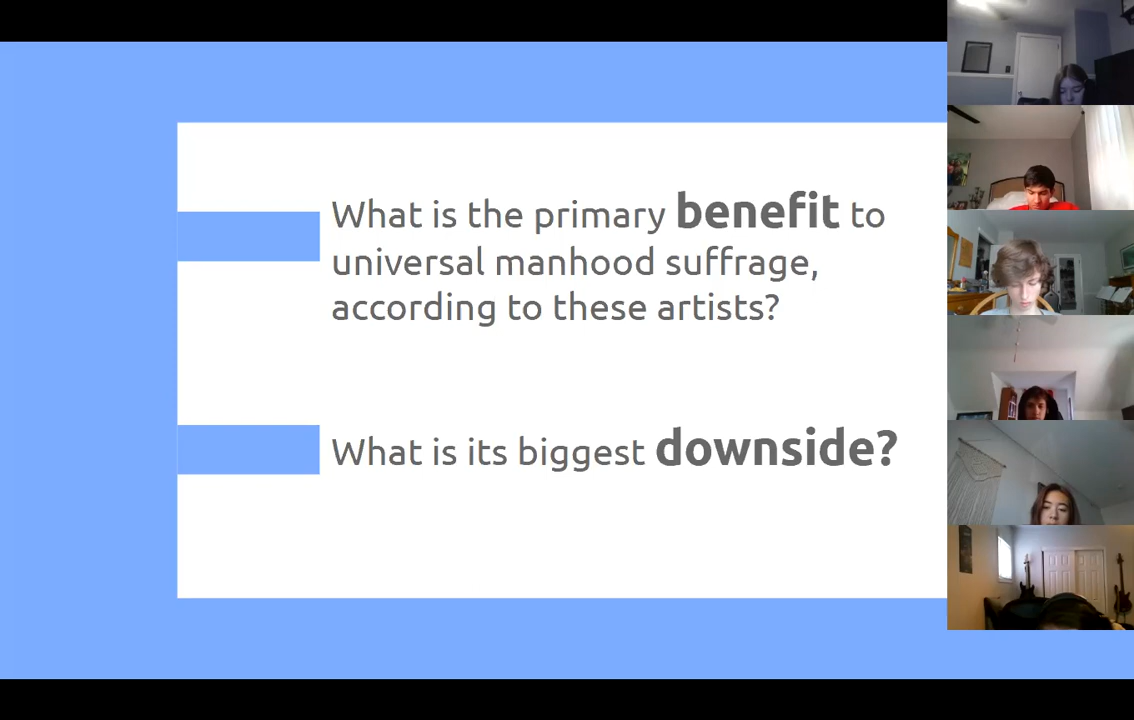 What is the primary benefit to
universal manhood suffrage,
according to these artists?
What is its biggest downside?